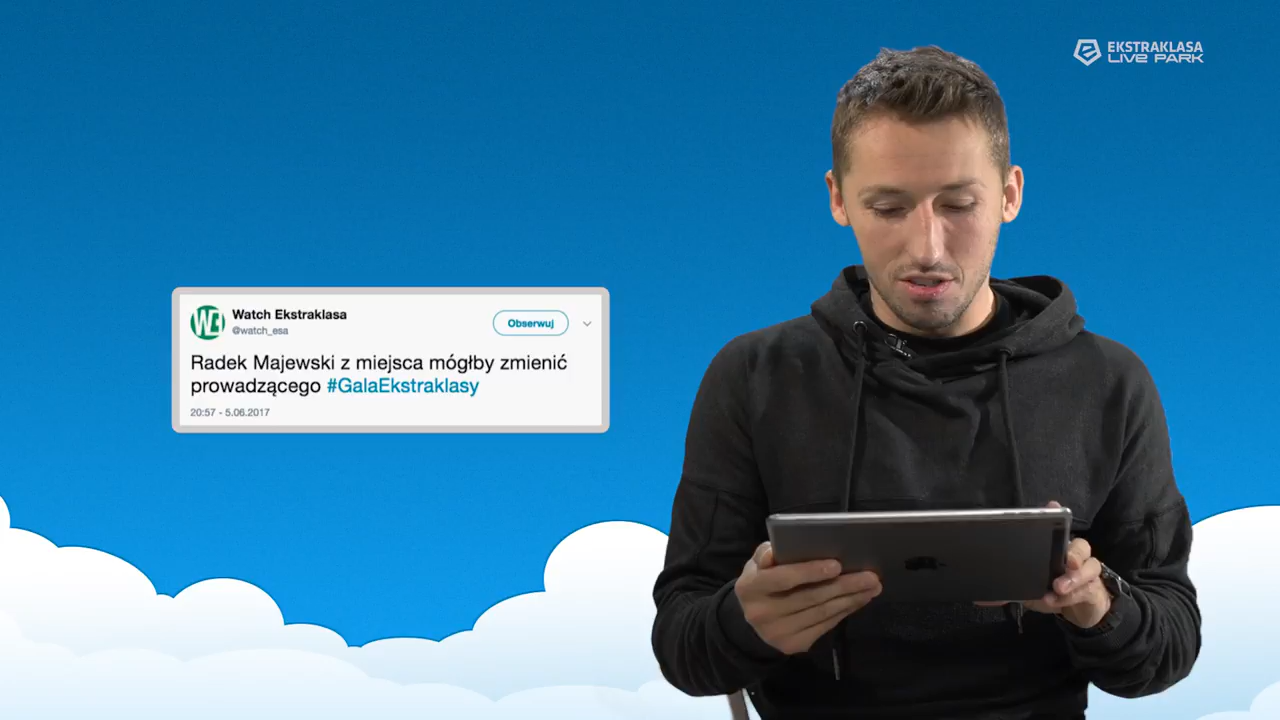 EKSTRAKLASA
LIVE PARK
Watch Ekstraklasa
@watch_esa
Obserwuj
Radek Majewski z miejsca mógłby zmienić
prowadzącego #GalaEkstraklasy
20:57 - 5.06.2017